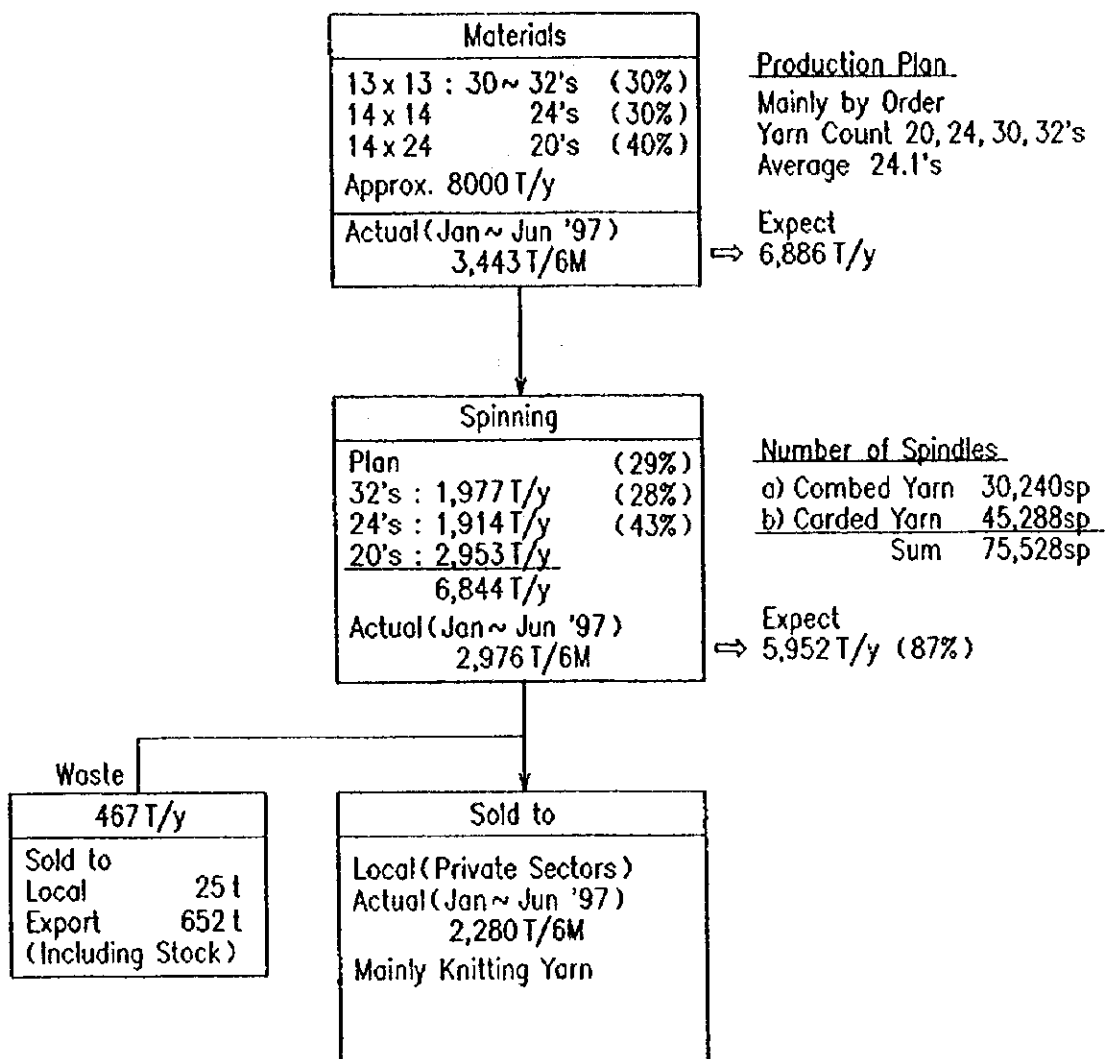 Materials
13 x 13 : 30 ~ 32's (30%)
14 x 14 24's (30%)
14 x 24 20's (40%)
Approx. 8000 T/y
Actual (Jan ~ Jun '97)
3,443 T/6M
Production Plan
Mainly by Order
Yarn Count 20, 24, 30, 32's
Average 24.1's
Expect
⇨ 6,886 T/y
Spinning
Plan (29%)
32's : 1,977 T/y (28%)
24's : 1,914 T/y (43%)
20's : 2,953 T/y
6,844 T/y
Actual (Jan ~ Jun '97)
2,976 T/6M
Number of Spindles
a) Combed Yarn 30,240sp
b) Carded Yarn 45,288sp
Sum 75,528sp
Expect
⇨ 5,952 T/y (87%)
Waste
467 T/y
Sold to
Local 25 t
Export 652 t
(Including Stock)
Sold to
Local (Private Sectors)
Actual (Jan ~ Jun '97)
2,280 T/6M
Mainly Knitting Yarn